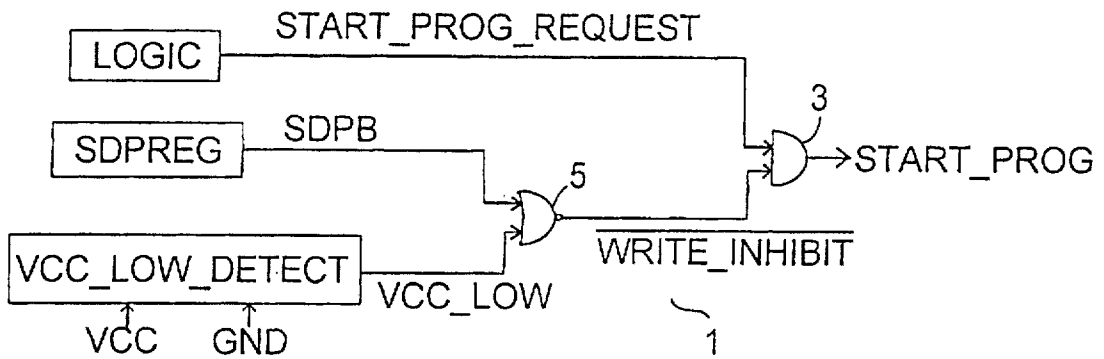 START_PROG_REQUEST
LOGIC
3
SDPB
SDPREG
START_PROG
5
WRITE_INHIBIT
VCC_LOW_DETECT
VCC_LOW
VCC GND
1